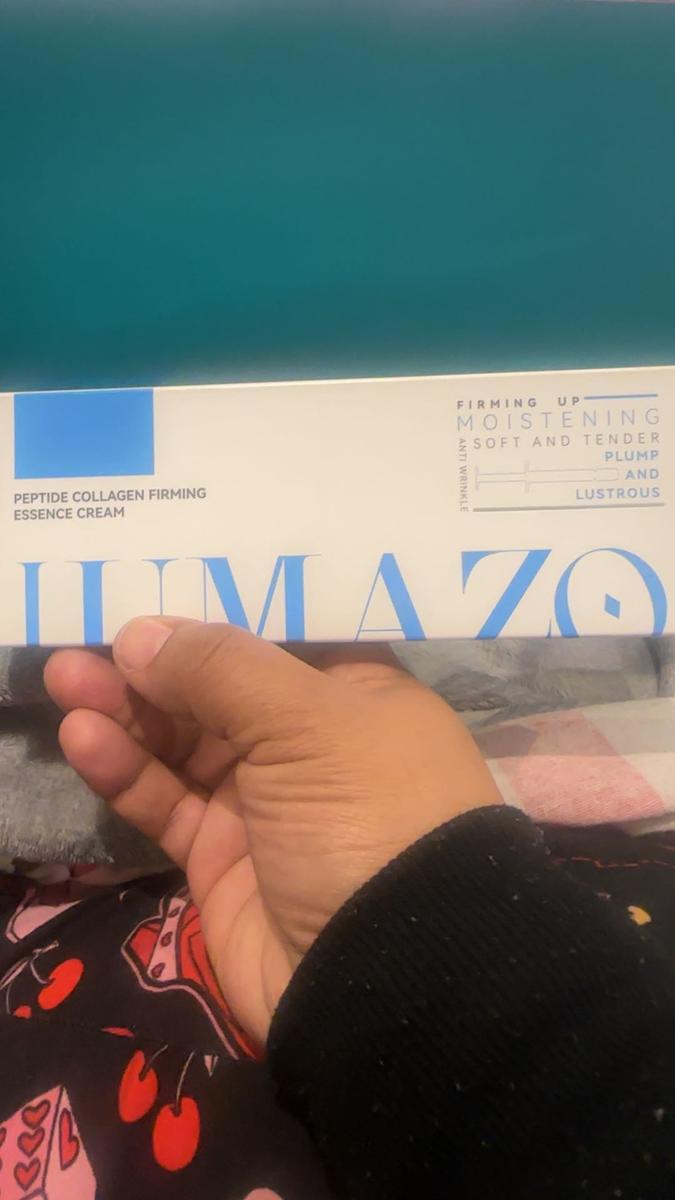 FIRMING UP
MOISTENING
SOFT AND TENDER
ANTI WRINKLE
PLUMP
AND
LUSTROUS
PEPTIDE COLLAGEN FIRMING
ESSENCE CREAM